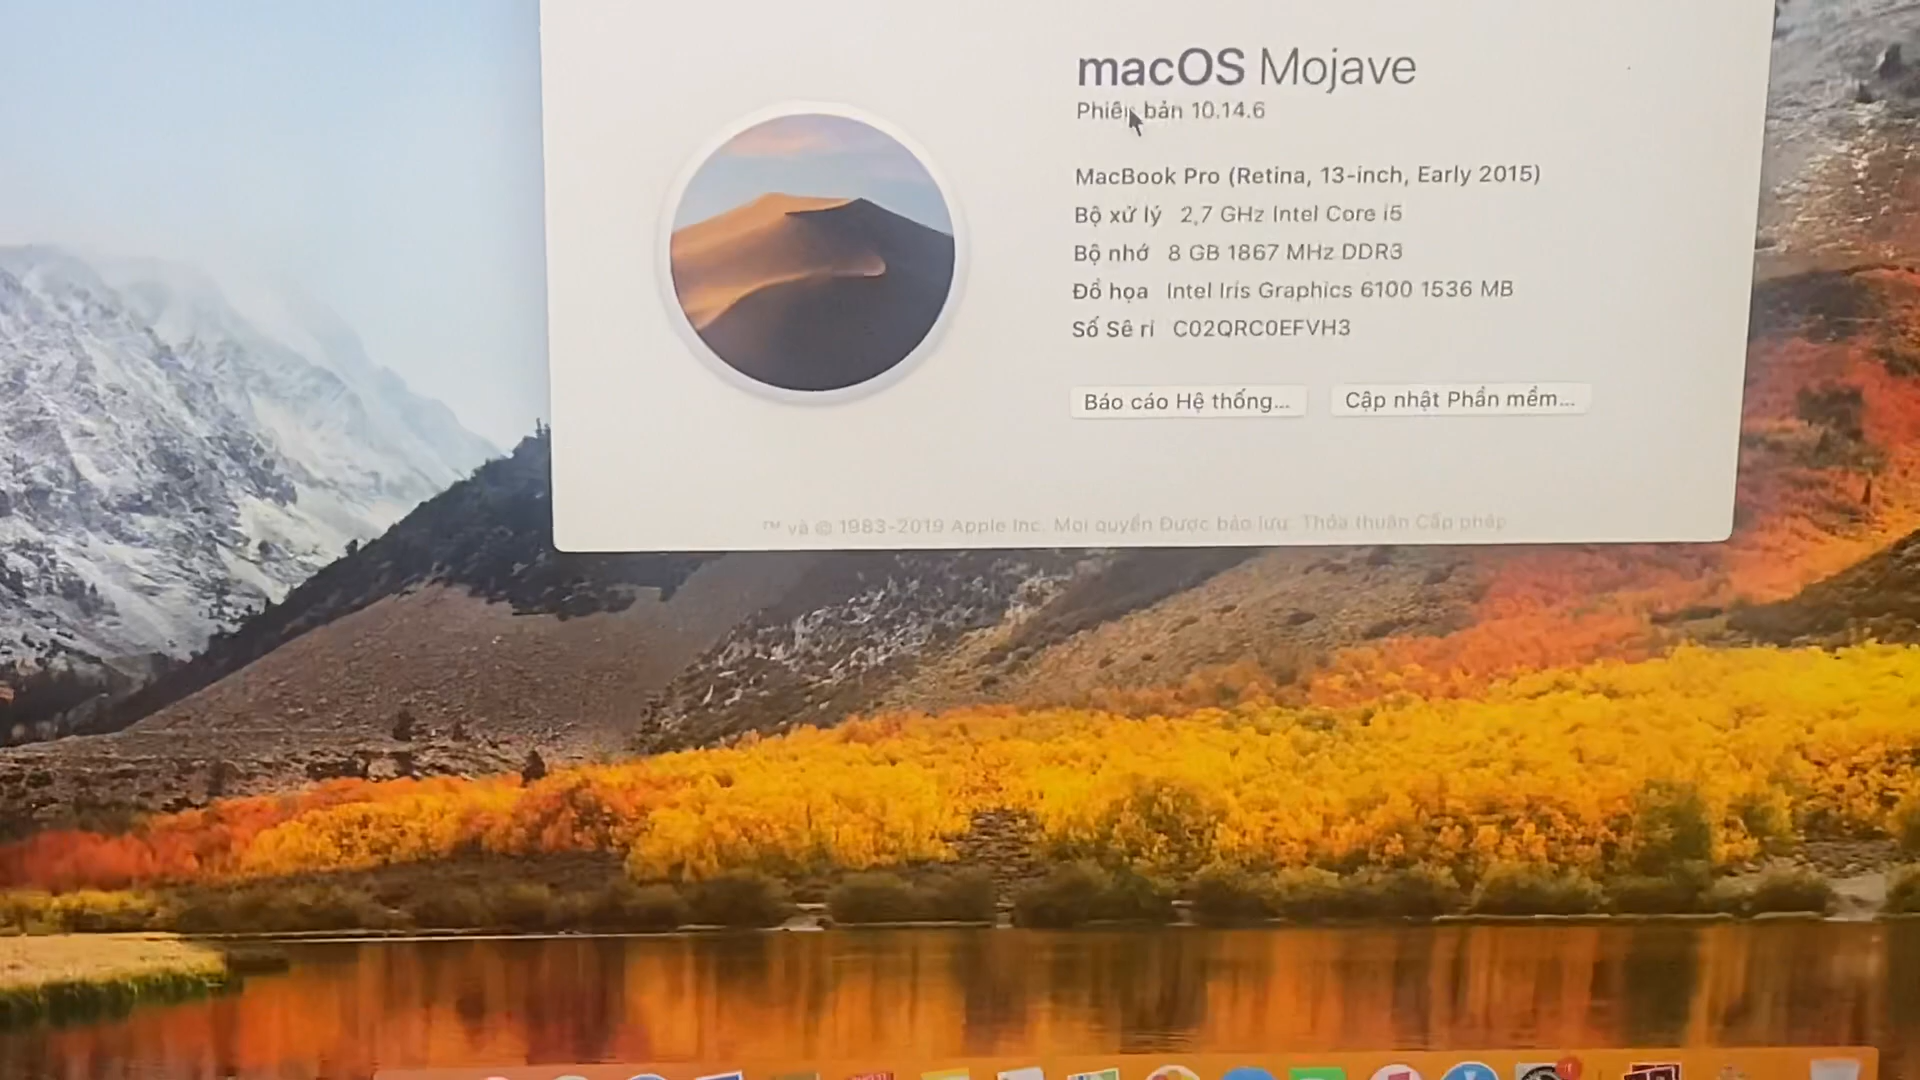 macOS Mojave
Phiên bản 10.14.6
MacBook Pro (Retina, 13-inch, Early 2015)
Bộ xử lý 2,7 GHz Intel Core i5
Bộ nhớ 8 GB 1867 MHz DDR3
Đồ họa Intel Iris Graphics 6100 1536 MB
Số Sê ri C02QRC0EFVH3
Báo cáo Hệ thống...
Cập nhật Phần mềm...
™ và © 1983-2019 Apple Inc. Mọi quyền Được bảo lưu. Thỏa thuận Cấp phép